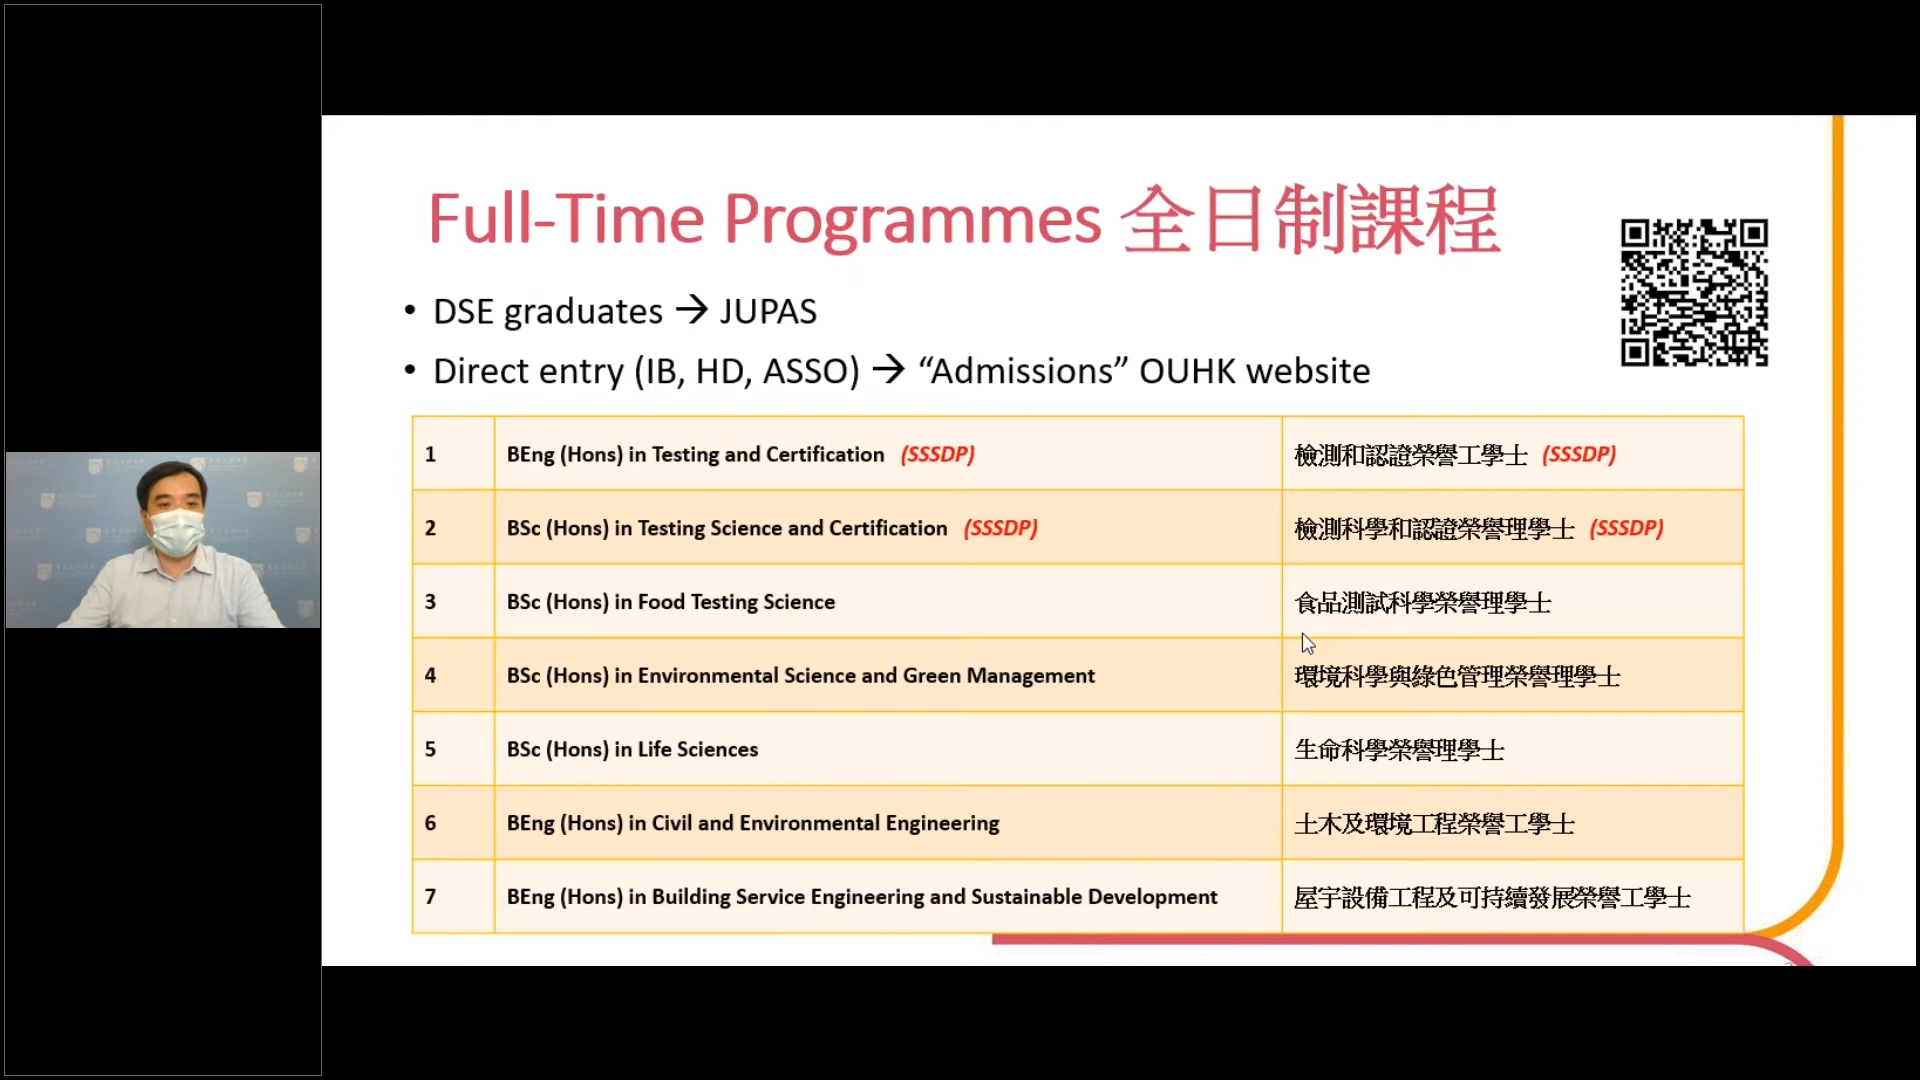 Full-Time Programmes 全日制課程
• DSE graduates → JUPAS
• Direct entry (IB, HD, ASSO) → “Admissions” OUHK website
1 BEng (Hons) in Testing and Certification (SSSDP) 檢測和認證榮譽工學士 (SSSDP)
2 BSc (Hons) in Testing Science and Certification (SSSDP) 檢測科學和認證榮譽理學士 (SSSDP)
3 BSc (Hons) in Food Testing Science 食品測試科學榮譽理學士
4 BSc (Hons) in Environmental Science and Green Management 環境科學與綠色管理榮譽理學士
5 BSc (Hons) in Life Sciences 生命科學榮譽理學士
6 BEng (Hons) in Civil and Environmental Engineering 土木及環境工程榮譽工學士
7 BEng (Hons) in Building Service Engineering and Sustainable Development 屋宇設備工程及可持續發展榮譽工學士